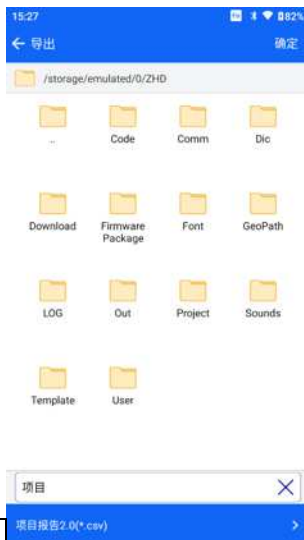 15:27
82%
← 导出
确定
/storage/emulated/0/ZHD
..
Code
Comm
Dic
Download
Firmware
Package
Font
GeoPath
LOG
Out
Project
Sounds
Template
User
项目
项目报告2.0(*.csv)